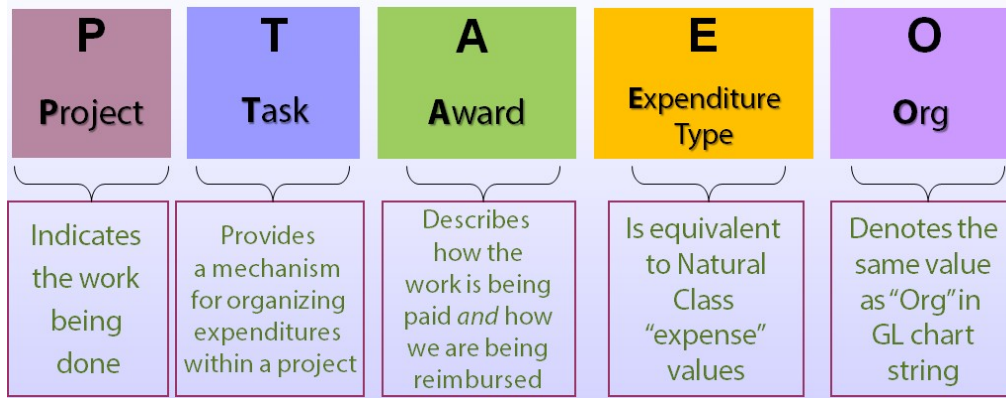 P
Project
T
Task
A
Award
E
Expenditure
Type
O
Org
Indicates
the work
being
done
Provides
a mechanism
for organizing
expenditures
within a project
Describes
how the
work is being
paid and how
we are being
reimbursed
Is equivalent
to Natural
Class
“expense”
values
Denotes the
same value
as “Org” in
GL chart
string